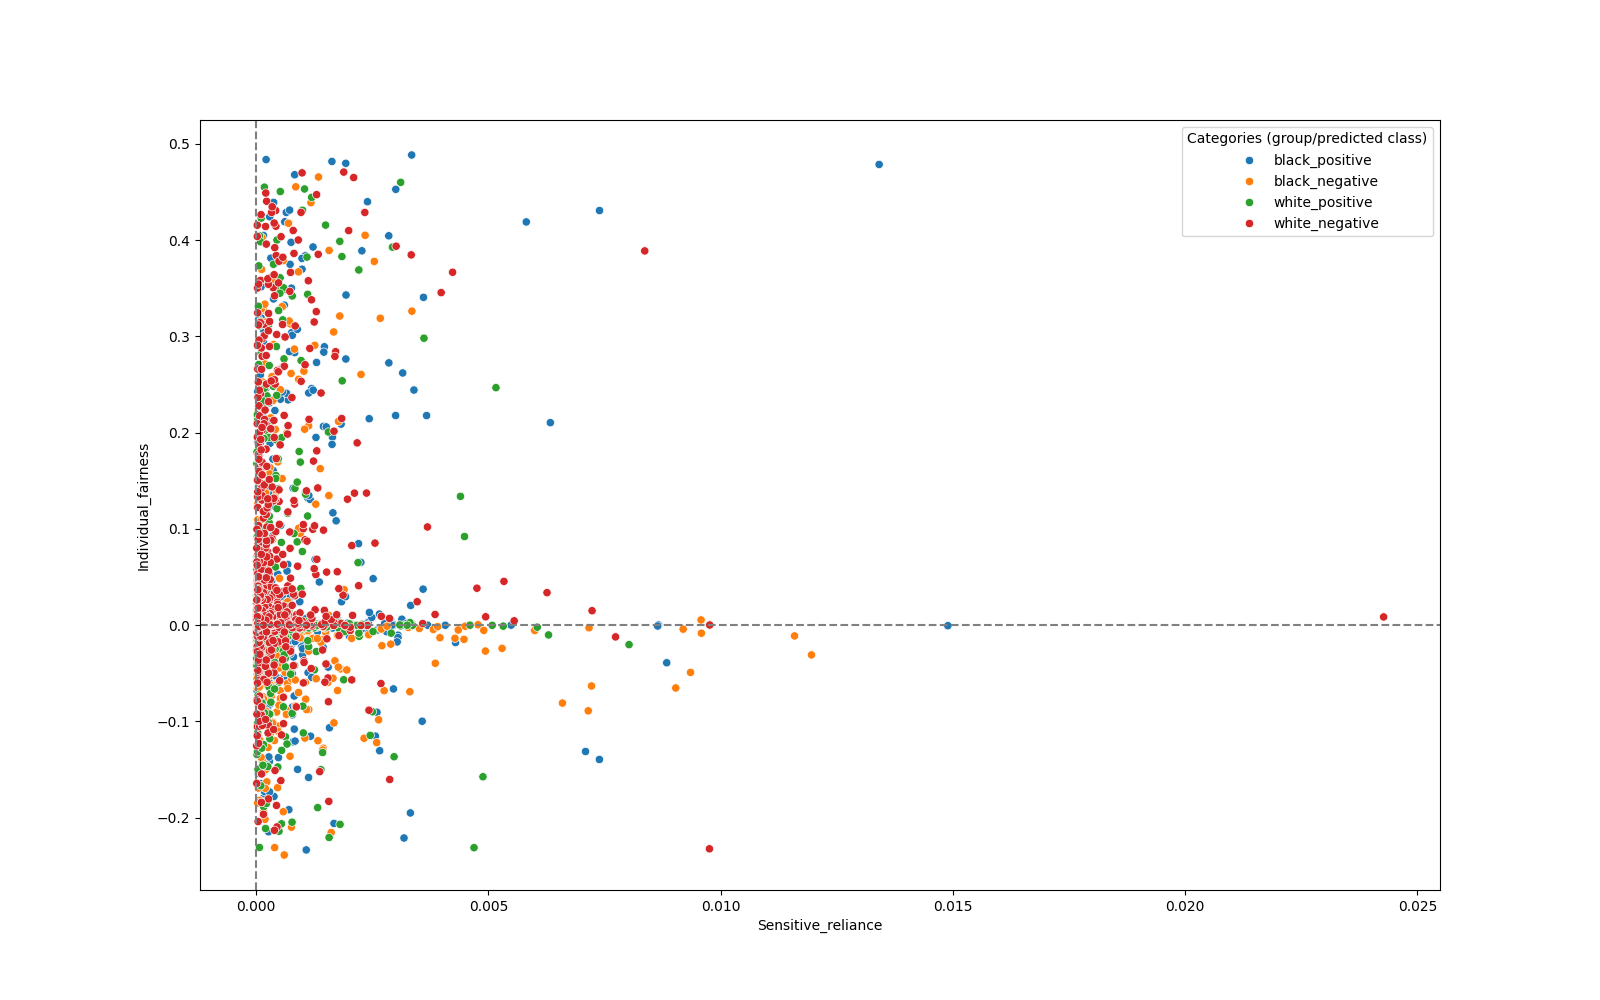 Categories (group/predicted class)
black_positive
black_negative
white_positive
white_negative
0.5
0.4
0.3
0.2
0.1
0.0
−0.1
−0.2
Individual_fairness
0.000
0.005
0.010
0.015
0.020
0.025
Sensitive_reliance